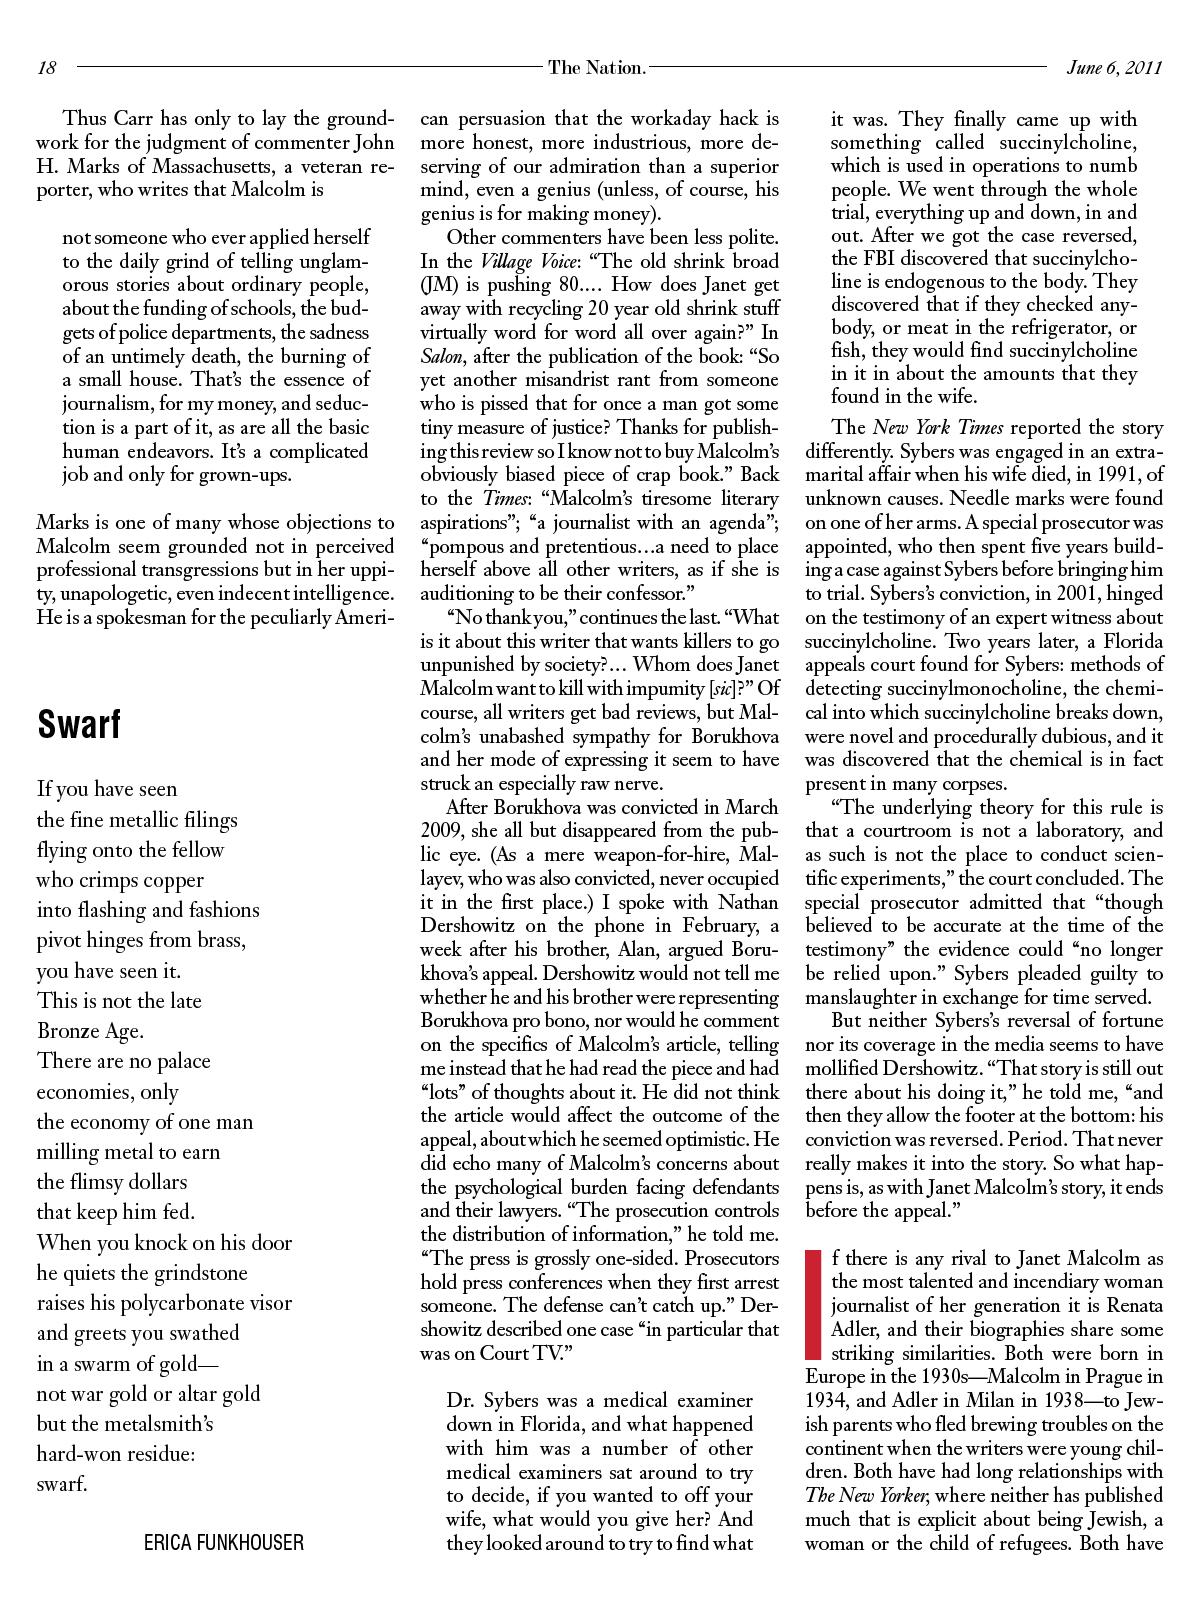 18
The Nation.
June 6, 2011
Thus Carr has only to lay the ground-
work for the judgment of commenter John
H. Marks of Massachusetts, a veteran re-
porter, who writes that Malcolm is
not someone who ever applied herself
to the daily grind of telling unglam-
orous stories about ordinary people,
about the funding of schools, the bud-
gets of police departments, the sadness
of an untimely death, the burning of
a small house. That's the essence of
journalism, for my money, and seduc-
tion is a part of it, as are all the basic
human endeavors. It's a complicated
job and only for grown-ups.
Marks is one of many whose objections to
Malcolm seem grounded not in perceived
professional transgressions but in her uppi-
ty, unapologetic, even indecent intelligence.
He is a spokesman for the peculiarly Ameri-
Swarf
If you have seen
the fine metallic filings
flying onto the fellow
who crimps copper
into flashing and fashions
pivot hinges from brass,
you have seen it.
This is not the late
Bronze Age.
There are no palace
economies, only
the economy of one man
milling metal to earn
the flimsy dollars
that keep him fed.
When you knock on his door
he quiets the grindstone
raises his polycarbonate visor
and greets you swathed
in a swarm of gold—
not war gold or altar gold
but the metalsmith's
hard-won residue:
swarf.
ERICA FUNKHOUSER
can persuasion that the workaday hack is
more honest, more industrious, more de-
serving of our admiration than a superior
mind, even a genius (unless, of course, his
genius is for making money).
Other commenters have been less polite.
In the Village Voice: “The old shrink broad
(JM) is pushing 80.… How does Janet get
away with recycling 20 year old shrink stuff
virtually word for word all over again?” In
Salon, after the publication of the book: “So
yet another misandrist rant from someone
who is pissed that for once a man got some
tiny measure of justice? Thanks for publish-
ing this review so I know not to buy Malcolm's
obviously biased piece of crap book.” Back
to the Times: “Malcolm's tiresome literary
aspirations”; “a journalist with an agenda”;
“pompous and pretentious…a need to place
herself above all other writers, as if she is
auditioning to be their confessor.”
“No thank you,” continues the last. “What
is it about this writer that wants killers to go
unpunished by society?… Whom does Janet
Malcolm want to kill with impumity [sic]?” Of
course, all writers get bad reviews, but Mal-
colm's unabashed sympathy for Borukhova
and her mode of expressing it seem to have
struck an especially raw nerve.
After Borukhova was convicted in March
2009, she all but disappeared from the pub-
lic eye. (As a mere weapon-for-hire, Mal-
layev, who was also convicted, never occupied
it in the first place.) I spoke with Nathan
Dershowitz on the phone in February, a
week after his brother, Alan, argued Boru-
khova's appeal. Dershowitz would not tell me
whether he and his brother were representing
Borukhova pro bono, nor would he comment
on the specifics of Malcolm's article, telling
me instead that he had read the piece and had
“lots” of thoughts about it. He did not think
the article would affect the outcome of the
appeal, about which he seemed optimistic. He
did echo many of Malcolm's concerns about
the psychological burden facing defendants
and their lawyers. “The prosecution controls
the distribution of information,” he told me.
“The press is grossly one-sided. Prosecutors
hold press conferences when they first arrest
someone. The defense can't catch up.” Der-
showitz described one case “in particular that
was on Court TV.”
Dr. Sybers was a medical examiner
down in Florida, and what happened
with him was a number of other
medical examiners sat around to try
to decide, if you wanted to off your
wife, what would you give her? And
they looked around to try to find what
it was. They finally came up with
something called succinylcholine,
which is used in operations to numb
people. We went through the whole
trial, everything up and down, in and
out. After we got the case reversed,
the FBI discovered that succinylcho-
line is endogenous to the body. They
discovered that if they checked any-
body, or meat in the refrigerator, or
fish, they would find succinylcholine
in it in about the amounts that they
found in the wife.
The New York Times reported the story
differently. Sybers was engaged in an extra-
marital affair when his wife died, in 1991, of
unknown causes. Needle marks were found
on one of her arms. A special prosecutor was
appointed, who then spent five years build-
ing a case against Sybers before bringing him
to trial. Sybers's conviction, in 2001, hinged
on the testimony of an expert witness about
succinylcholine. Two years later, a Florida
appeals court found for Sybers: methods of
detecting succinylmonocholine, the chemi-
cal into which succinylcholine breaks down,
were novel and procedurally dubious, and it
was discovered that the chemical is in fact
present in many corpses.
“The underlying theory for this rule is
that a courtroom is not a laboratory, and
as such is not the place to conduct scien-
tific experiments,” the court concluded. The
special prosecutor admitted that “though
believed to be accurate at the time of the
testimony” the evidence could “no longer
be relied upon.” Sybers pleaded guilty to
manslaughter in exchange for time served.
But neither Sybers's reversal of fortune
nor its coverage in the media seems to have
mollified Dershowitz. “That story is still out
there about his doing it,” he told me, “and
then they allow the footer at the bottom: his
conviction was reversed. Period. That never
really makes it into the story. So what hap-
pens is, as with Janet Malcolm's story, it ends
before the appeal.”
If there is any rival to Janet Malcolm as
the most talented and incendiary woman
journalist of her generation it is Renata
Adler, and their biographies share some
striking similarities. Both were born in
Europe in the 1930s—Malcolm in Prague in
1934, and Adler in Milan in 1938—to Jew-
ish parents who fled brewing troubles on the
continent when the writers were young chil-
dren. Both have had long relationships with
The New Yorker, where neither has published
much that is explicit about being Jewish, a
woman or the child of refugees. Both have